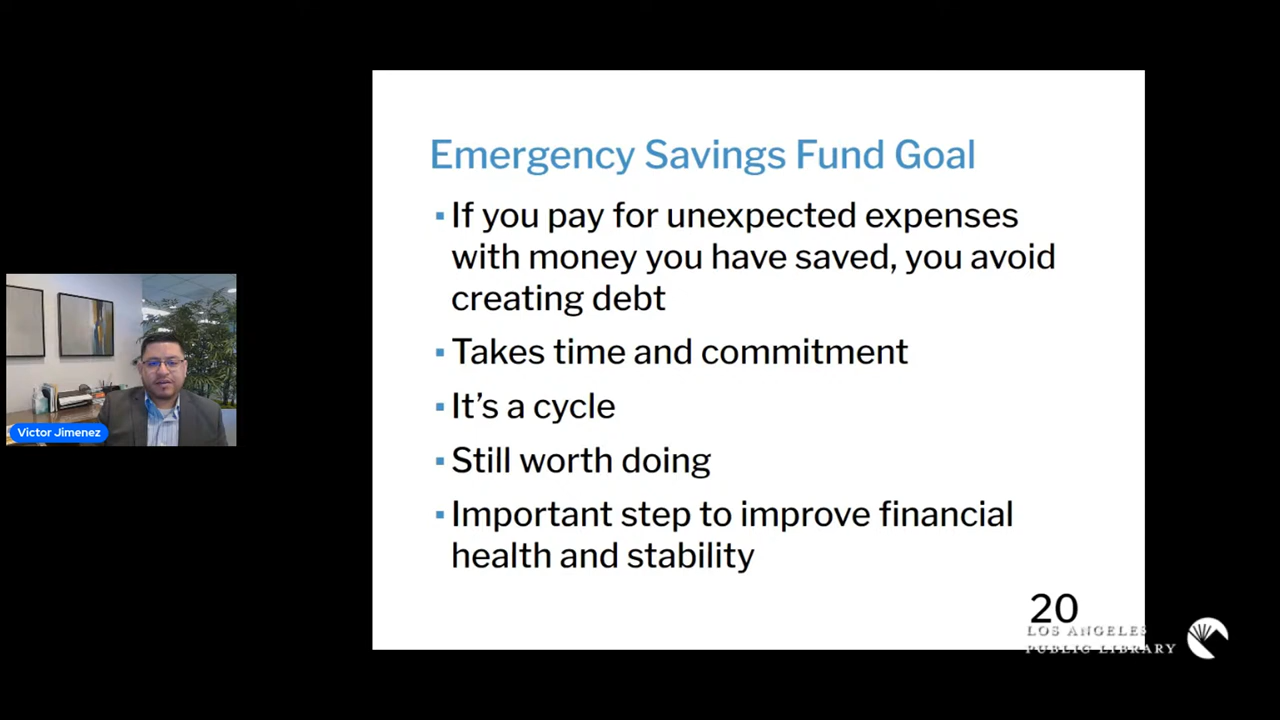 Emergency Savings Fund Goal
▪ If you pay for unexpected expenses
with money you have saved, you avoid
creating debt
▪ Takes time and commitment
▪ It's a cycle
▪ Still worth doing
▪ Important step to improve financial
health and stability
20
Victor Jimenez
LOS ANGELES
PUBLIC LIBRARY